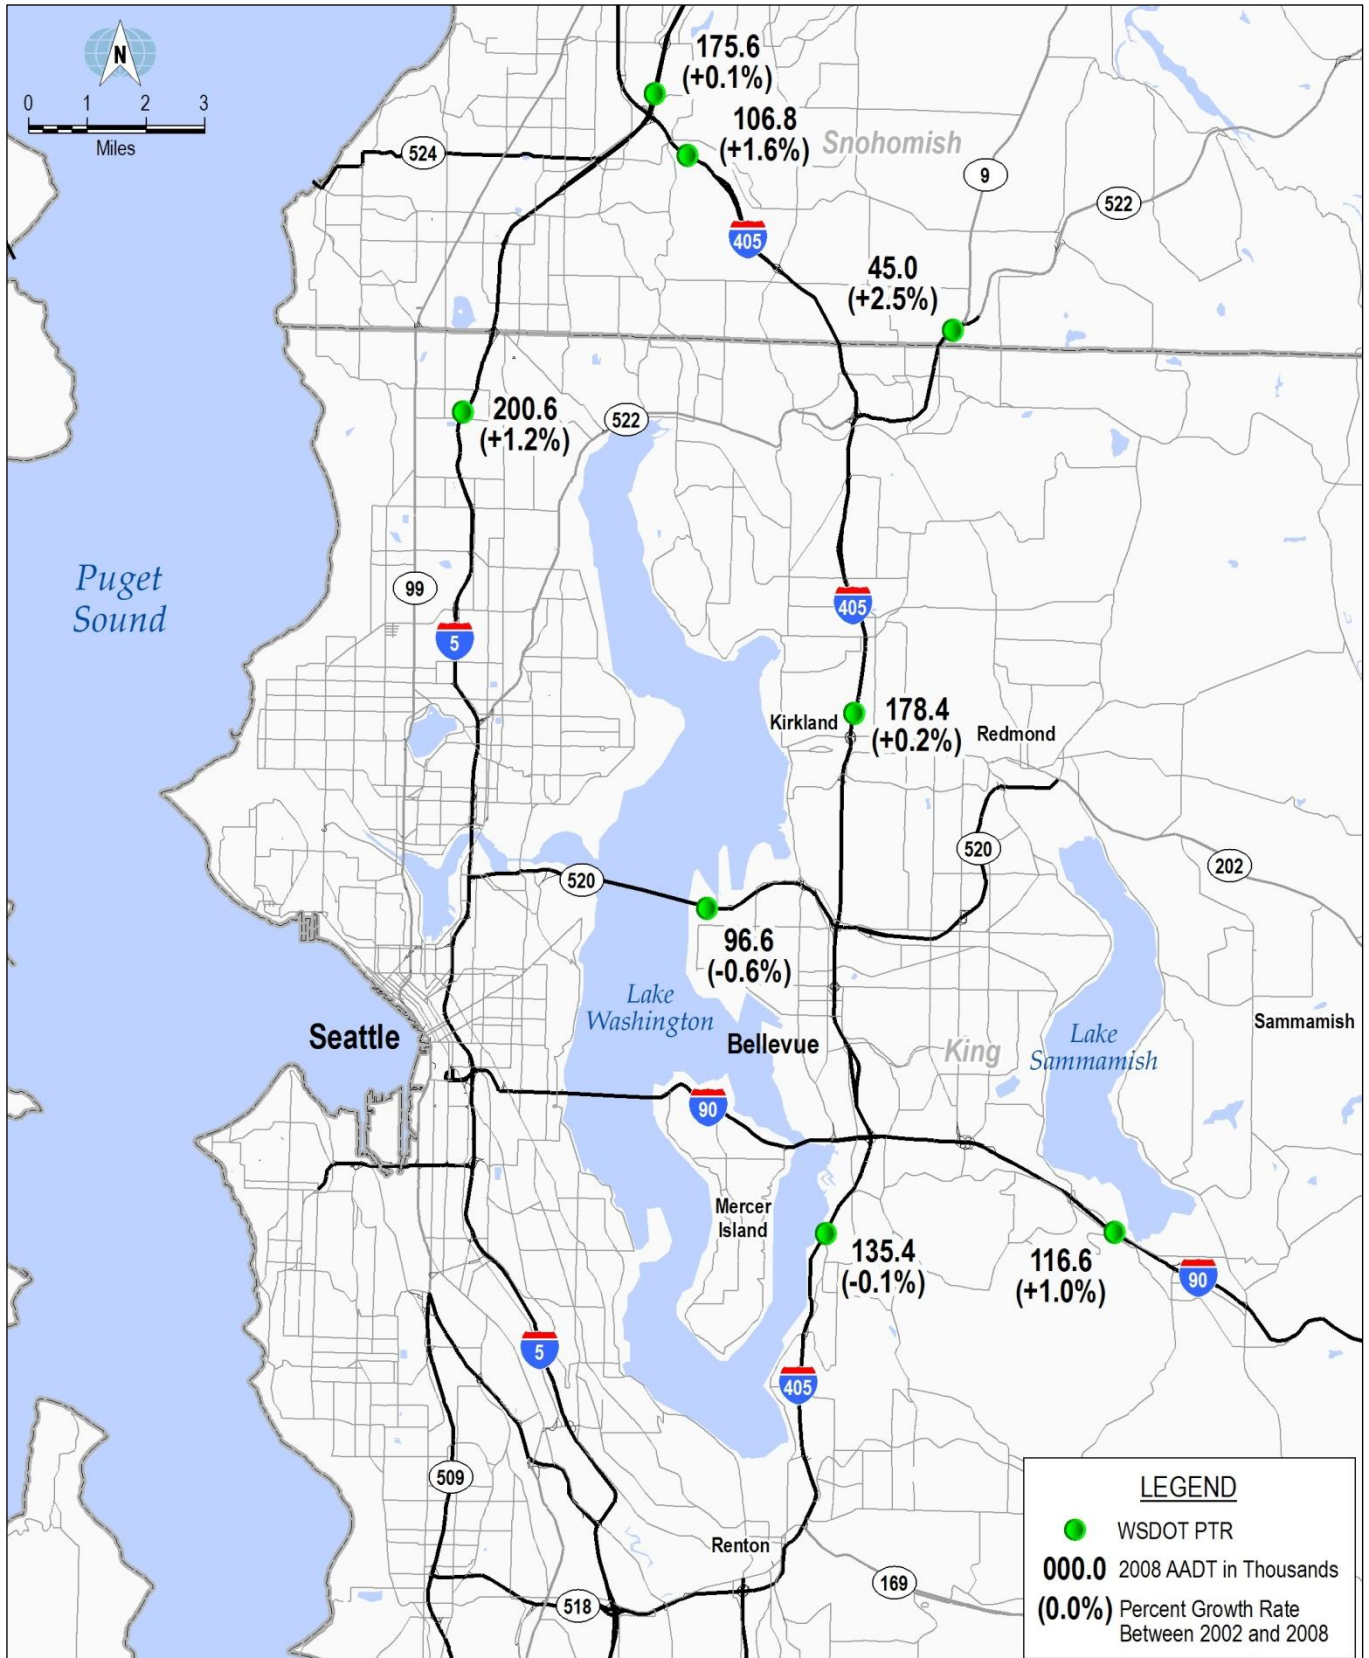 N
0 1 2 3
Miles
175.6
(+0.1%)
106.8
(+1.6%)
Snohomish
524
9
522
405
45.0
(+2.5%)
200.6
(+1.2%)
522
Puget
Sound
99
5
405
Kirkland
178.4
(+0.2%)
Redmond
520
520
202
96.6
(-0.6%)
Lake
Washington
Seattle
Bellevue
King
Lake
Sammamish
Sammamish
90
Mercer
Island
135.4
(-0.1%)
116.6
(+1.0%)
90
5
405
509
Renton
518
169
LEGEND
WSDOT PTR
000.0 2008 AADT in Thousands
(0.0%) Percent Growth Rate
Between 2002 and 2008